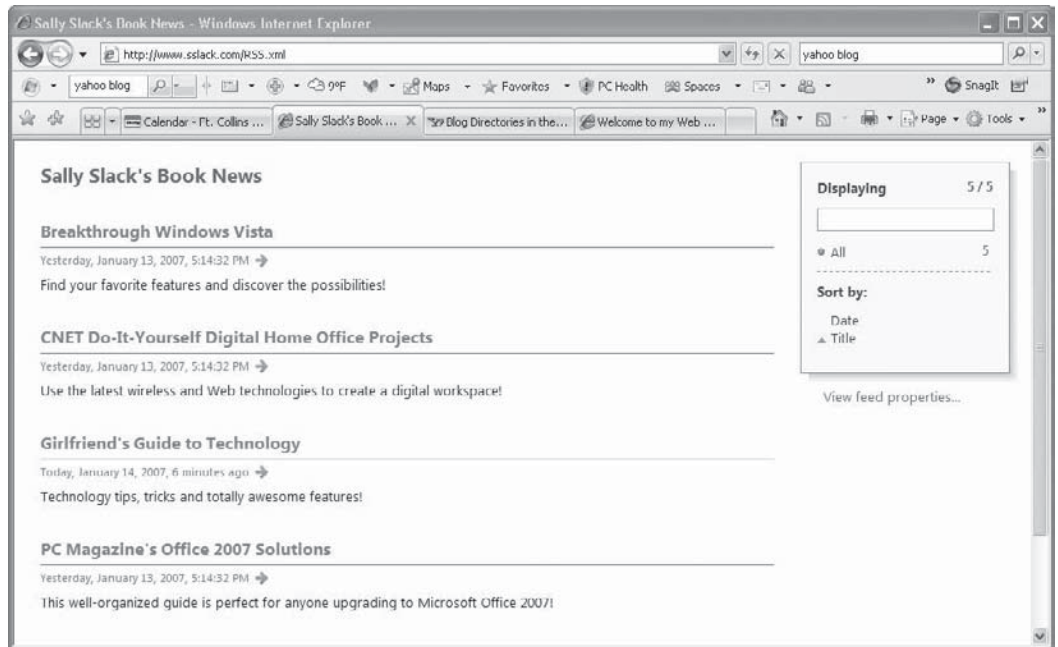 Sally Slack's Book News - Windows Internet Explorer
http://www.sslack.com/RSS.xml
yahoo blog
yahoo blog
9°F
Maps
Favorites
PC Health
Spaces
»
SnagIt
Calendar - Ft. Collins ...
Sally Slack's Book ...
Blog Directories in the...
Welcome to my Web ...
Page
Tools
»
Sally Slack's Book News
Displaying 5 / 5
All 5
Sort by:
Date
Title
View feed properties...
Breakthrough Windows Vista
Yesterday, January 13, 2007, 5:14:32 PM
Find your favorite features and discover the possibilities!
CNET Do-It-Yourself Digital Home Office Projects
Yesterday, January 13, 2007, 5:14:32 PM
Use the latest wireless and Web technologies to create a digital workspace!
Girlfriend's Guide to Technology
Today, January 14, 2007, 6 minutes ago
Technology tips, tricks and totally awesome features!
PC Magazine's Office 2007 Solutions
Yesterday, January 13, 2007, 5:14:32 PM
This well-organized guide is perfect for anyone upgrading to Microsoft Office 2007!